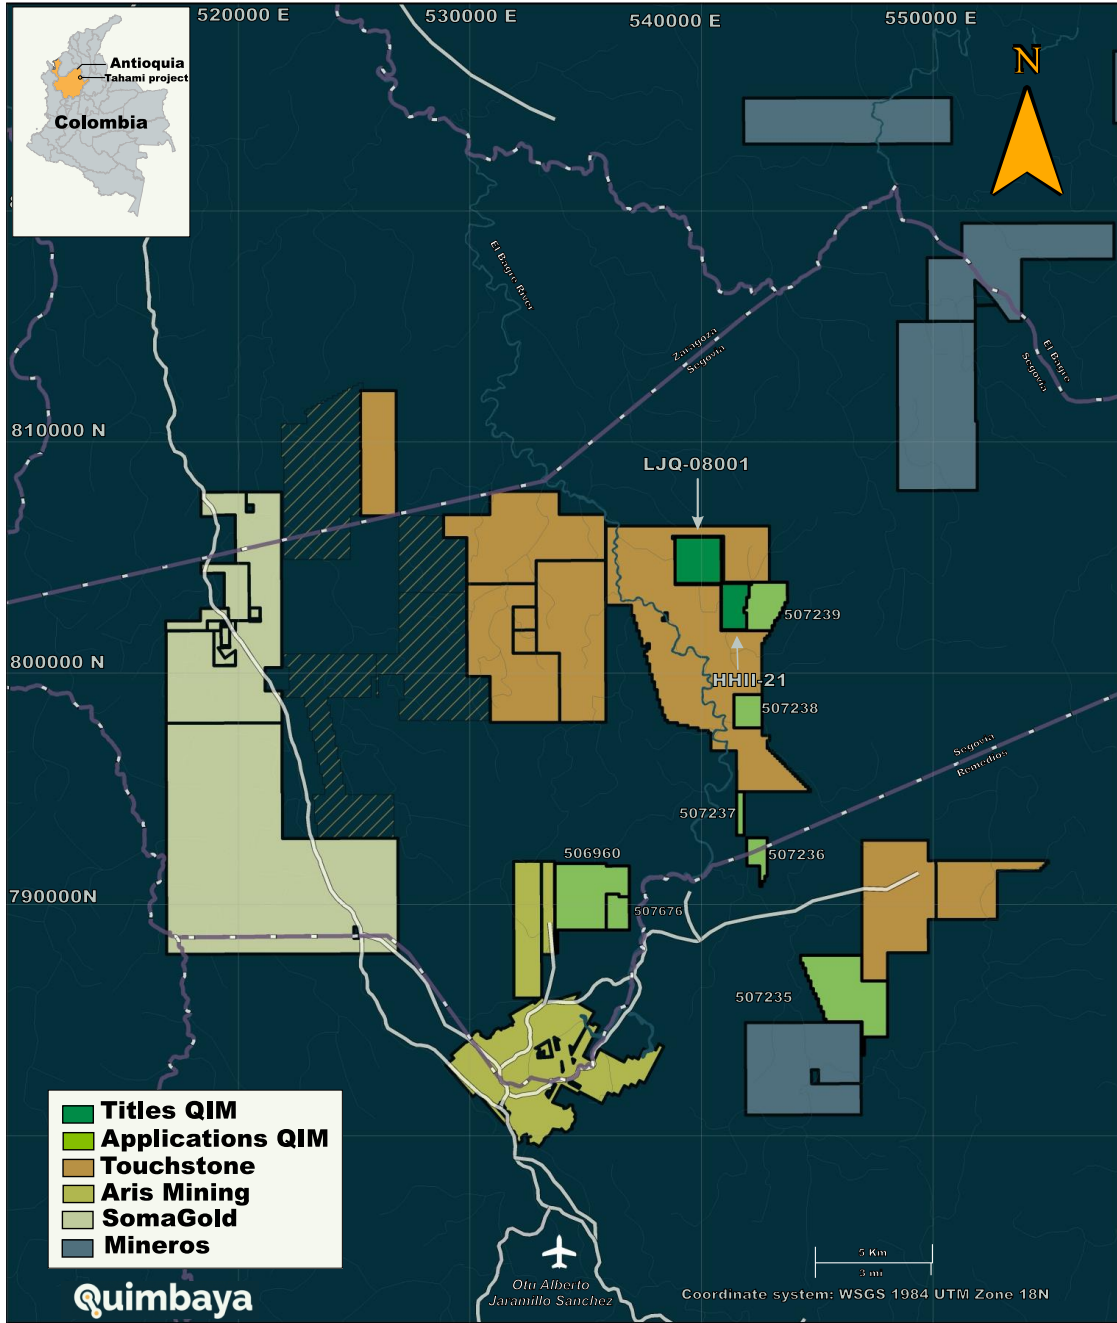 520000 E
530000 E
540000 E
550000 E
Antioquia
Tahami project
Colombia
N
El Bagre River
Zaragoza
Segovia
El Bagre
Segovia
810000 N
LJQ-08001
507239
800000 N
HHII-21
507238
Segovia
Remedios
507237
506960
507236
790000N
507676
507235
Titles QIM
Applications QIM
Touchstone
Aris Mining
SomaGold
Mineros
5 Km
3 mi
Otu Alberto
Jaramillo Sanchez
Coordinate system: WSGS 1984 UTM Zone 18N
Quimbaya